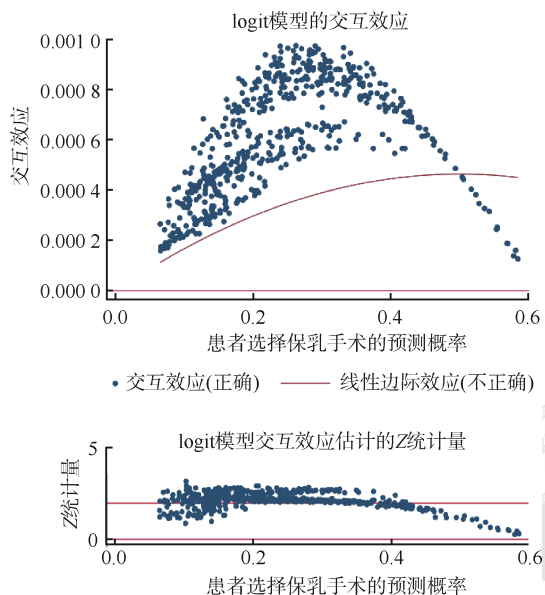 logit模型的交互效应
0.001 0
0.000 8
0.000 6
0.000 4
0.000 2
0.000 0
交互效应
0.0 0.2 0.4 0.6
患者选择保乳手术的预测概率
交互效应(正确) 线性边际效应(不正确)
logit模型交互效应估计的Z统计量
5
0
Z统计量
0.0 0.2 0.4 0.6
患者选择保乳手术的预测概率